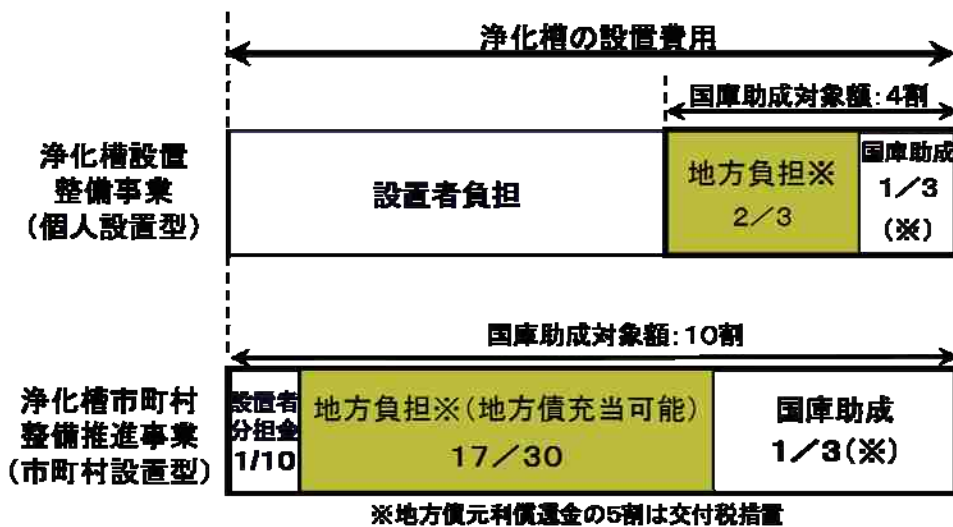 浄化槽の設置費用
国庫助成対象額:4割
浄化槽設置
整備事業
(個人設置型)
設置者負担
地方負担※
2/3
国庫助成
1/3
(※)
国庫助成対象額:10割
浄化槽市町村
整備推進事業
(市町村設置型)
設置者
分担金
1/10
地方負担※(地方債充当可能)
17/30
国庫助成
1/3(※)
※地方債元利償還金の5割は交付税措置